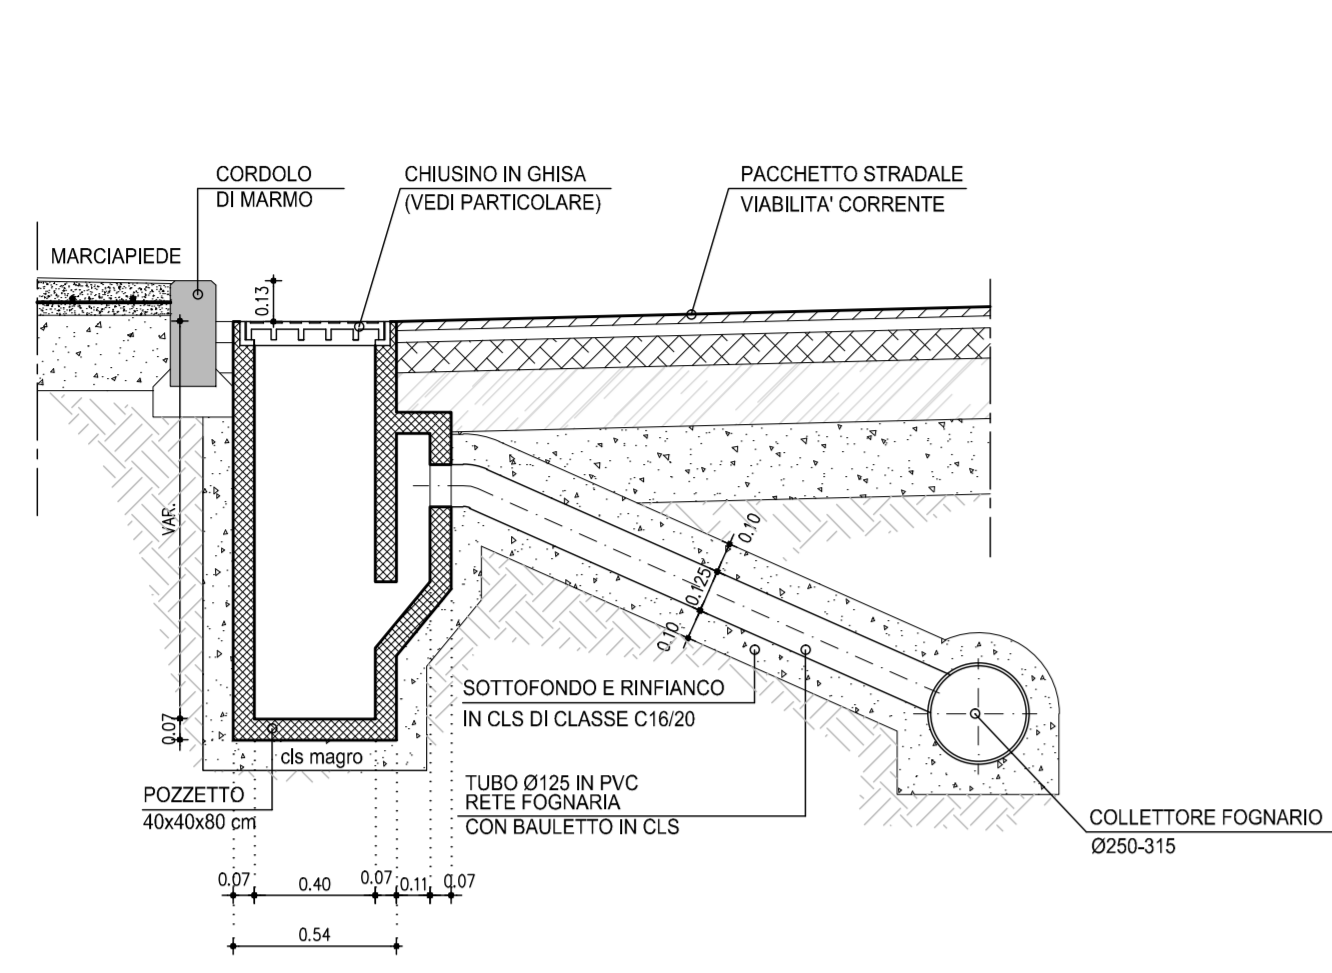 CORDOLO
DI MARMO
CHIUSINO IN GHISA
(VEDI PARTICOLARE)
PACCHETTO STRADALE
VIABILITA' CORRENTE
MARCIAPIEDE
0.13
VAR.
0.10
0.125
0.10
SOTTOFONDO E RINFIANCO
IN CLS DI CLASSE C16/20
0.07
cls magro
TUBO Ø125 IN PVC
RETE FOGNARIA
CON BAULETTO IN CLS
POZZETTO
40x40x80 cm
COLLETTORE FOGNARIO
Ø250-315
0.07 0.40 0.07 0.11 0.07
0.54